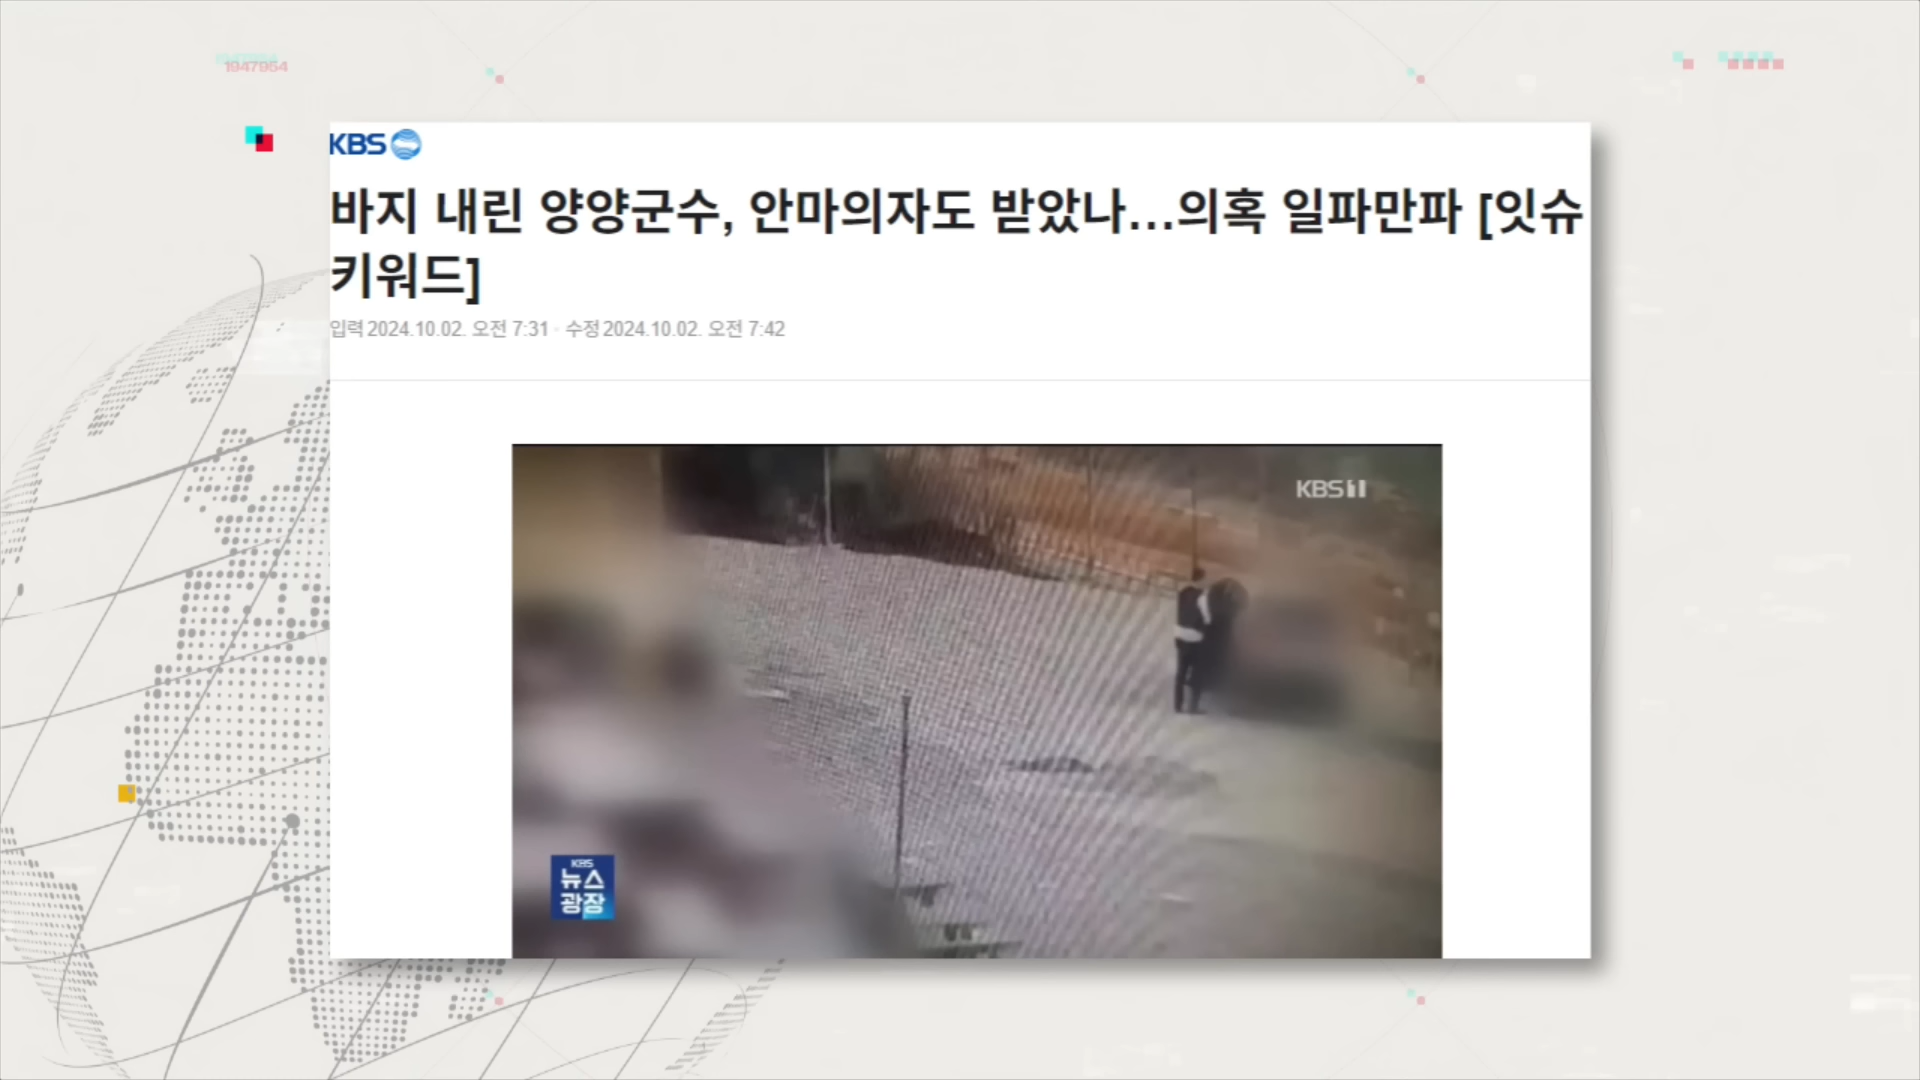 1947954
KBS
바지 내린 양양군수, 안마의자도 받았나…의혹 일파만파 [잇슈
키워드]
입력 2024.10.02. 오전 7:31 · 수정 2024.10.02. 오전 7:42
KBS1
KBS
뉴스
광장